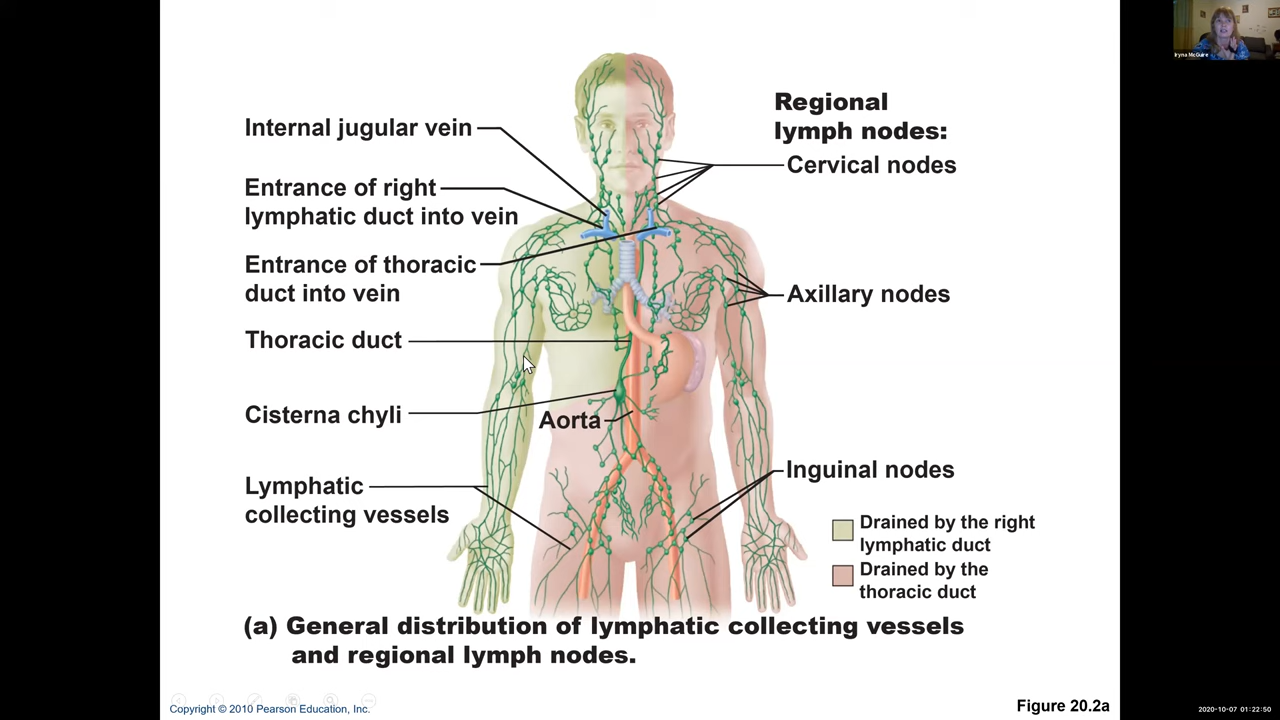 Iryna McGuire
Internal jugular vein
Entrance of right
lymphatic duct into vein
Entrance of thoracic
duct into vein
Thoracic duct
Cisterna chyli
Aorta
Lymphatic
collecting vessels
Regional
lymph nodes:
Cervical nodes
Axillary nodes
Inguinal nodes
Drained by the right
lymphatic duct
Drained by the
thoracic duct
(a) General distribution of lymphatic collecting vessels
and regional lymph nodes.
Copyright © 2010 Pearson Education, Inc.
Figure 20.2a
2020-10-07 01:22:50